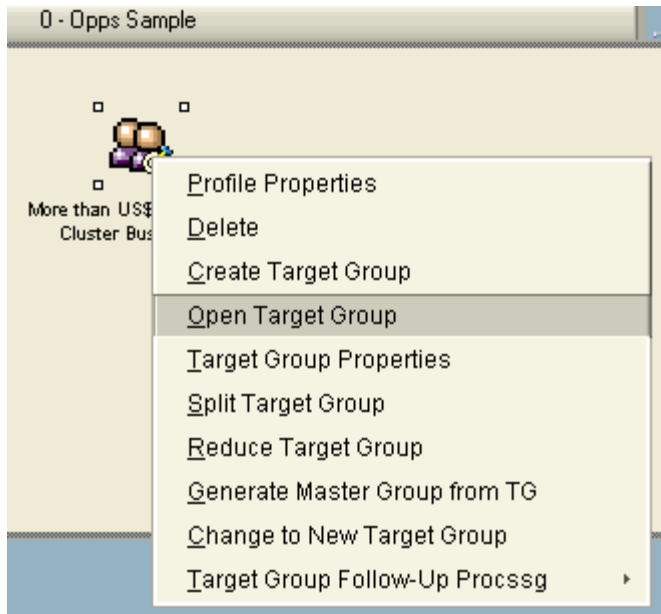 0 - Opps Sample
More than US$
Cluster Bus
Profile Properties
Delete
Create Target Group
Open Target Group
Target Group Properties
Split Target Group
Reduce Target Group
Generate Master Group from TG
Change to New Target Group
Target Group Follow-Up Procssg